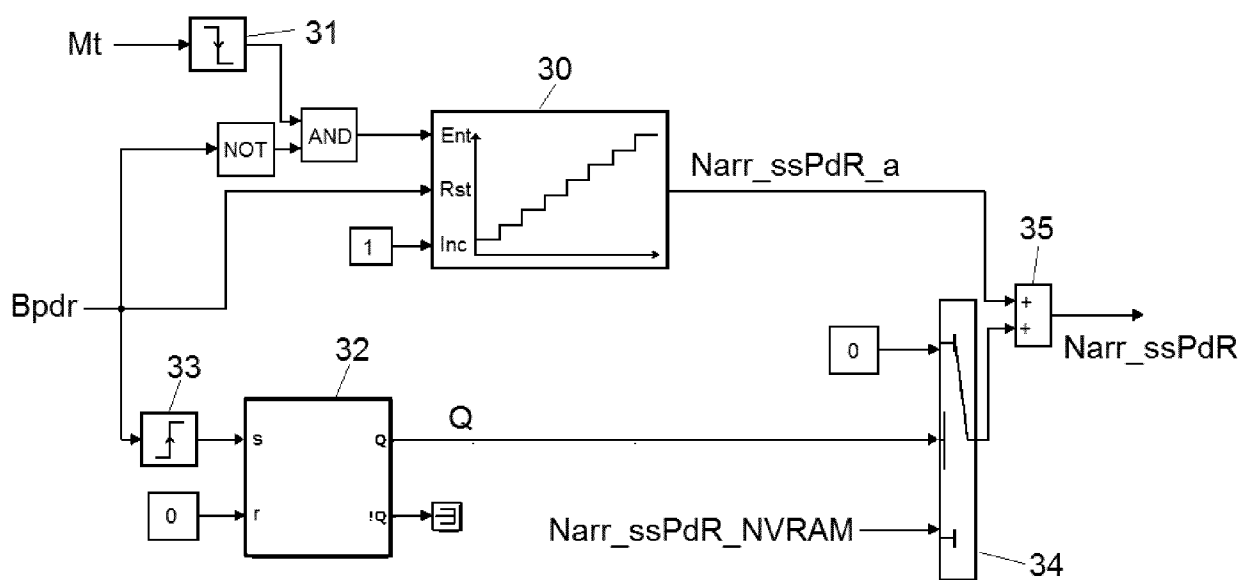 Mt
31
30
NOT
AND
Ent
Rst
Inc
1
Narr_ssPdR_a
35
+
+
Narr_ssPdR
Bpdr
33
32
s
r
Q
!Q
0
Q
0
Narr_ssPdR_NVRAM
34